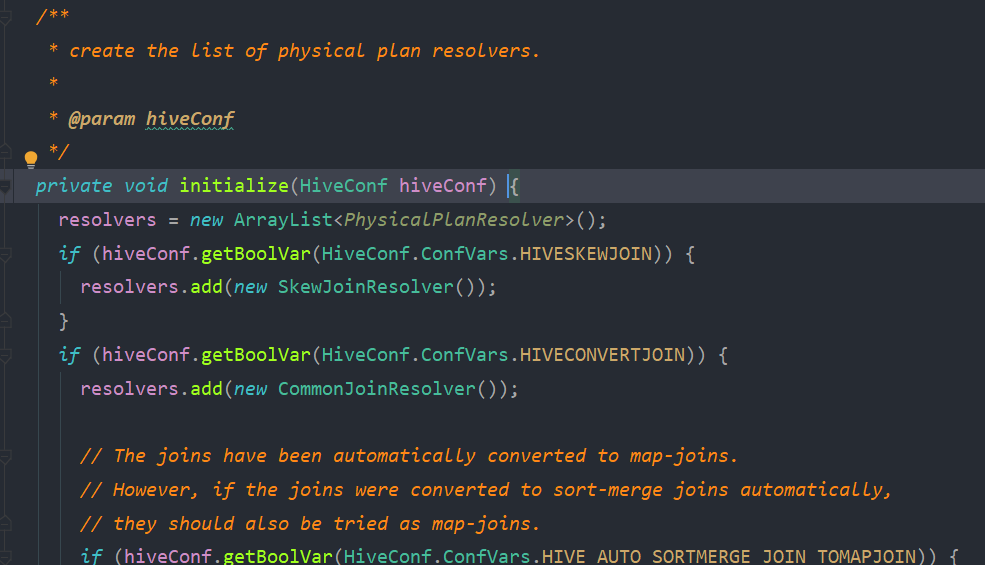 /**
* create the list of physical plan resolvers.
*
* @param hiveConf
*/
private void initialize(HiveConf hiveConf) {
resolvers = new ArrayList<PhysicalPlanResolver>();
if (hiveConf.getBoolVar(HiveConf.ConfVars.HIVESKEWJOIN)) {
resolvers.add(new SkewJoinResolver());
}
if (hiveConf.getBoolVar(HiveConf.ConfVars.HIVECONVERTJOIN)) {
resolvers.add(new CommonJoinResolver());
// The joins have been automatically converted to map-joins.
// However, if the joins were converted to sort-merge joins automatically,
// they should also be tried as map-joins.
if (hiveConf.getBoolVar(HiveConf.ConfVars.HIVE_AUTO_SORTMERGE_JOIN_TOMAPJOIN)) {